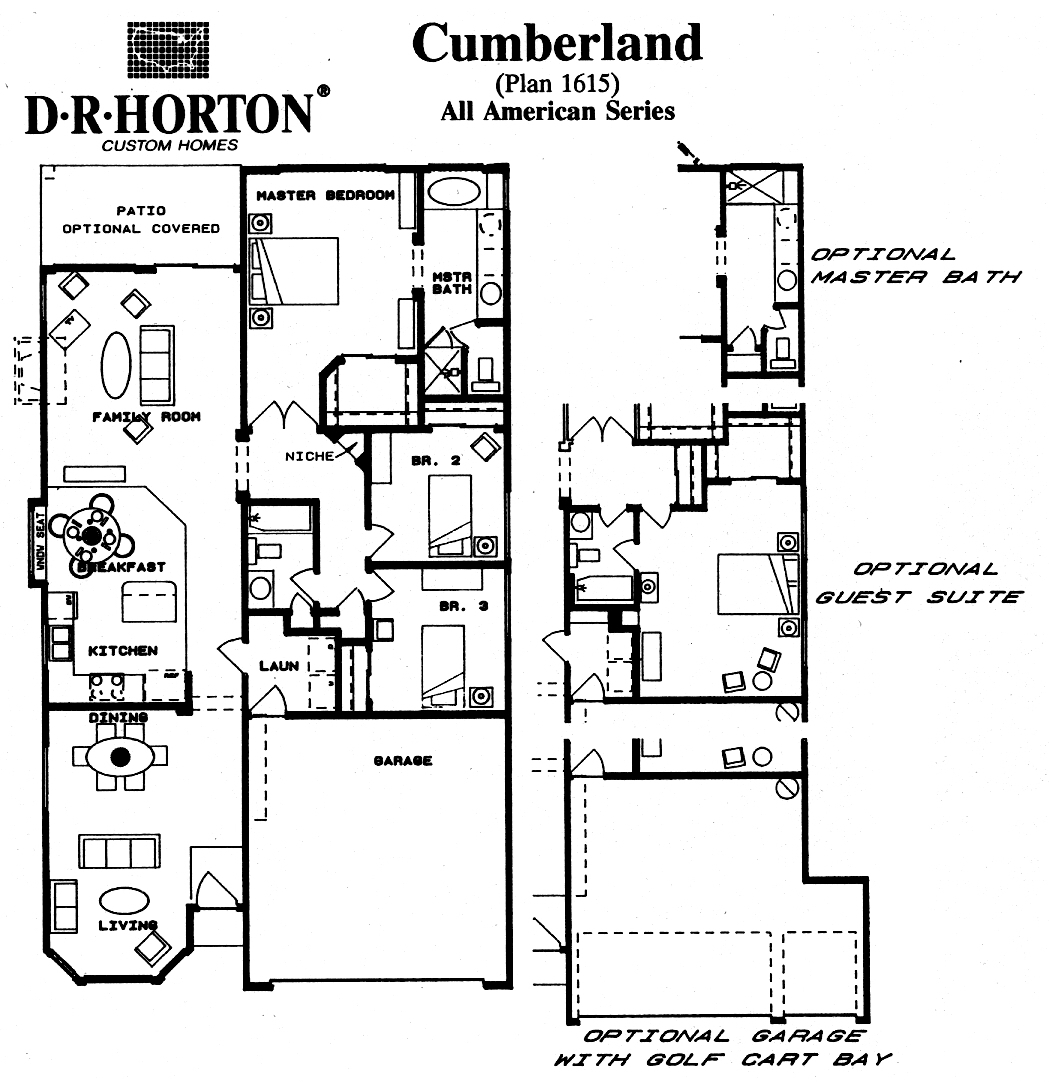 Cumberland
(Plan 1615)
All American Series
D·R·HORTON®
CUSTOM HOMES
PATIO
OPTIONAL COVERED
MASTER BEDROOM
MSTR
BATH
OPTIONAL
MASTER BATH
TV
FAMILY ROOM
NICHE
BR. 2
WNDW SEAT
BREAKFAST
OPTIONAL
GUEST SUITE
BR. 3
KITCHEN
LAUN
D
REF
W
DINING
GARAGE
LIVING
OPTIONAL GARAGE
WITH GOLF CART BAY